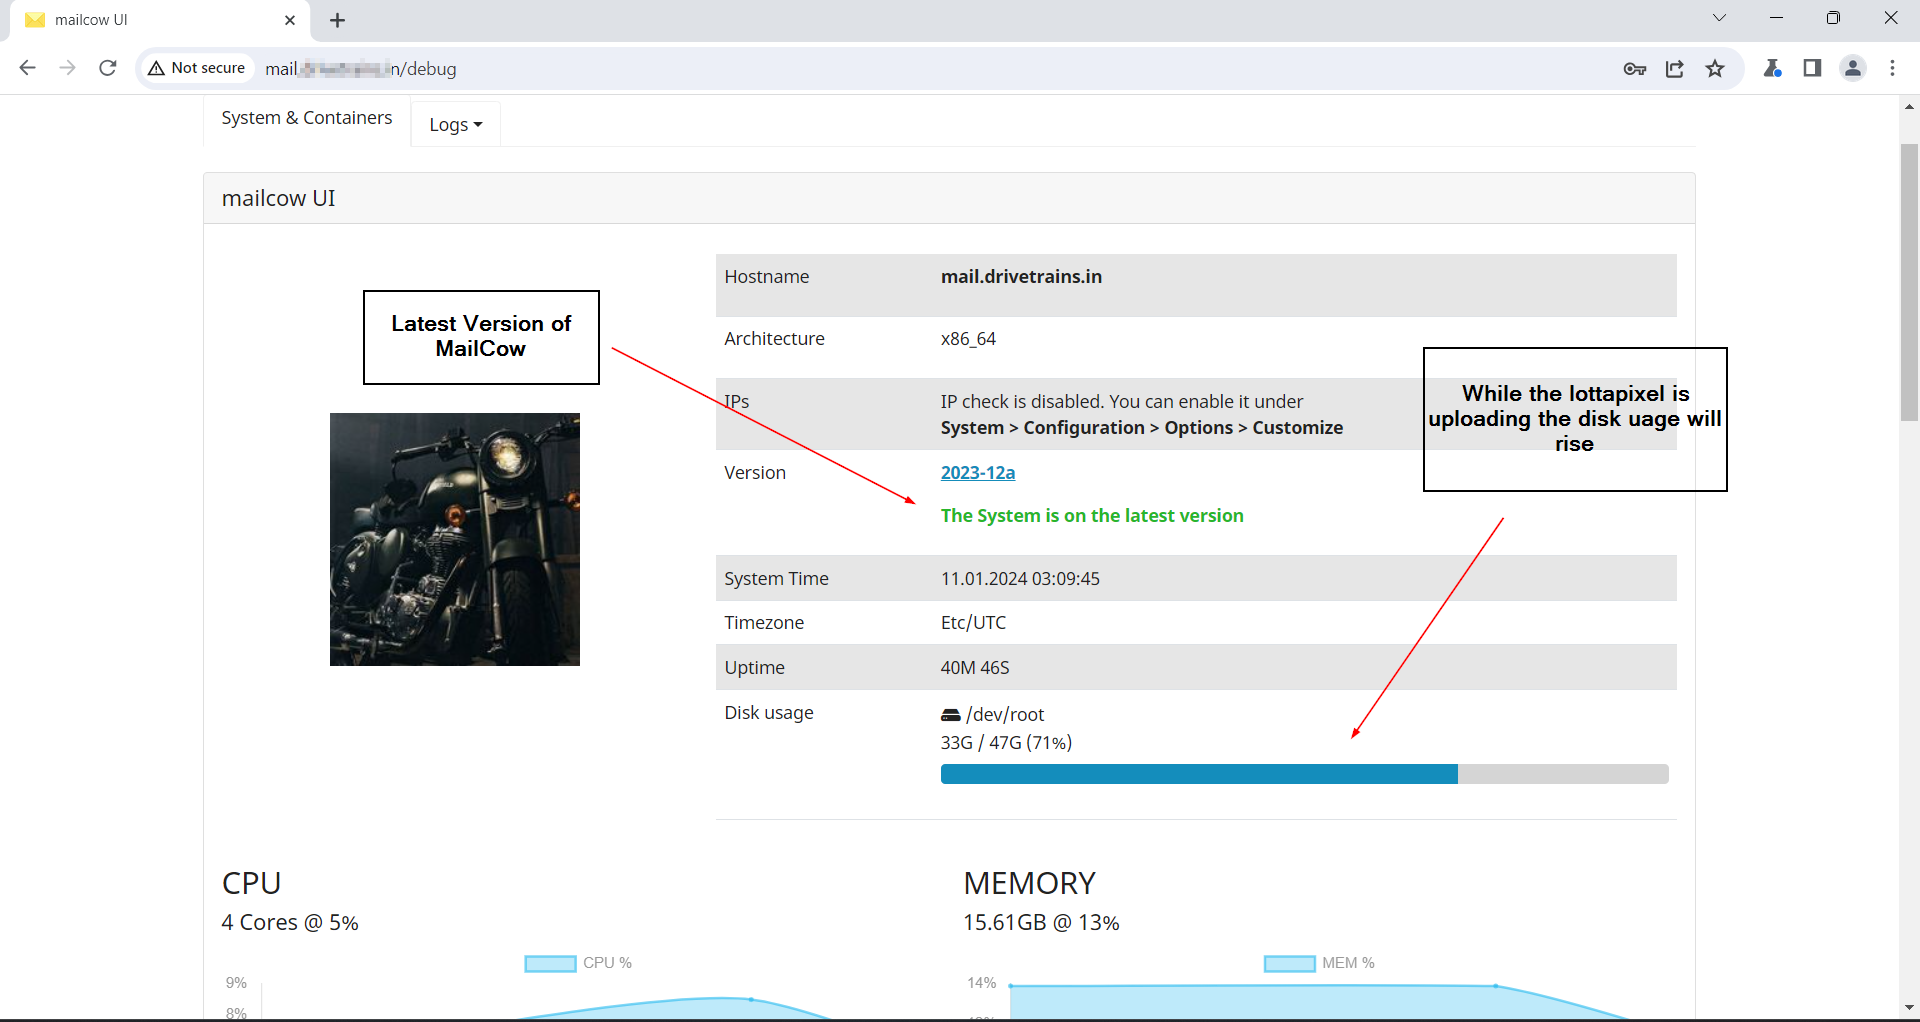 mailcow UI
Not secure
mail n/debug
System & Containers
Logs
mailcow UI
Hostname
mail.drivetrains.in
Latest Version of
MailCow
Architecture
x86_64
IPs
IP check is disabled. You can enable it under
System > Configuration > Options > Customize
While the lottapixel is
uploading the disk uage will
rise
Version
2023-12a
The System is on the latest version
System Time
11.01.2024 03:09:45
Timezone
Etc/UTC
Uptime
40M 46S
Disk usage
/dev/root
33G / 47G (71%)
CPU
4 Cores @ 5%
CPU %
9%
8%
MEMORY
15.61GB @ 13%
MEM %
14%